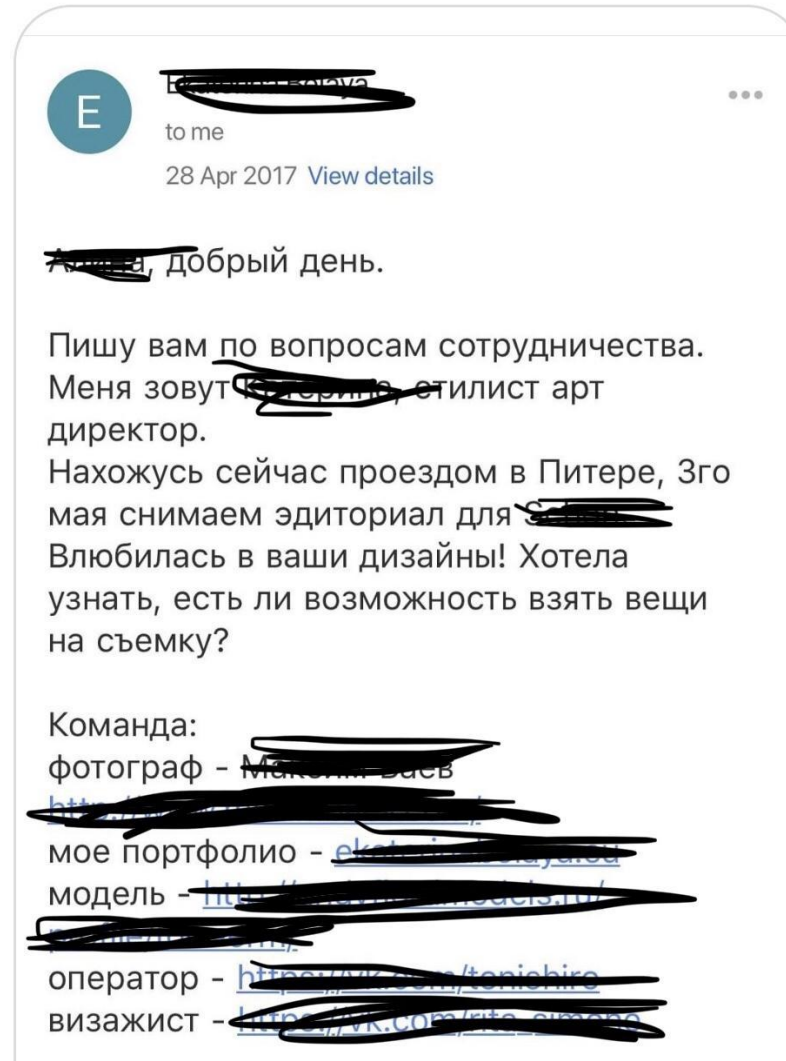 E
to me
28 Apr 2017 View details
добрый день.
Пишу вам по вопросам сотрудничества.
Меня зовут стилист арт
директор.
Нахожусь сейчас проездом в Питере, 3го
мая снимаем эдиториал для
Влюбилась в ваши дизайны! Хотела
узнать, есть ли возможность взять вещи
на съемку?
Команда:
фотограф -
мое портфолио -
модель -
оператор -
визажист -